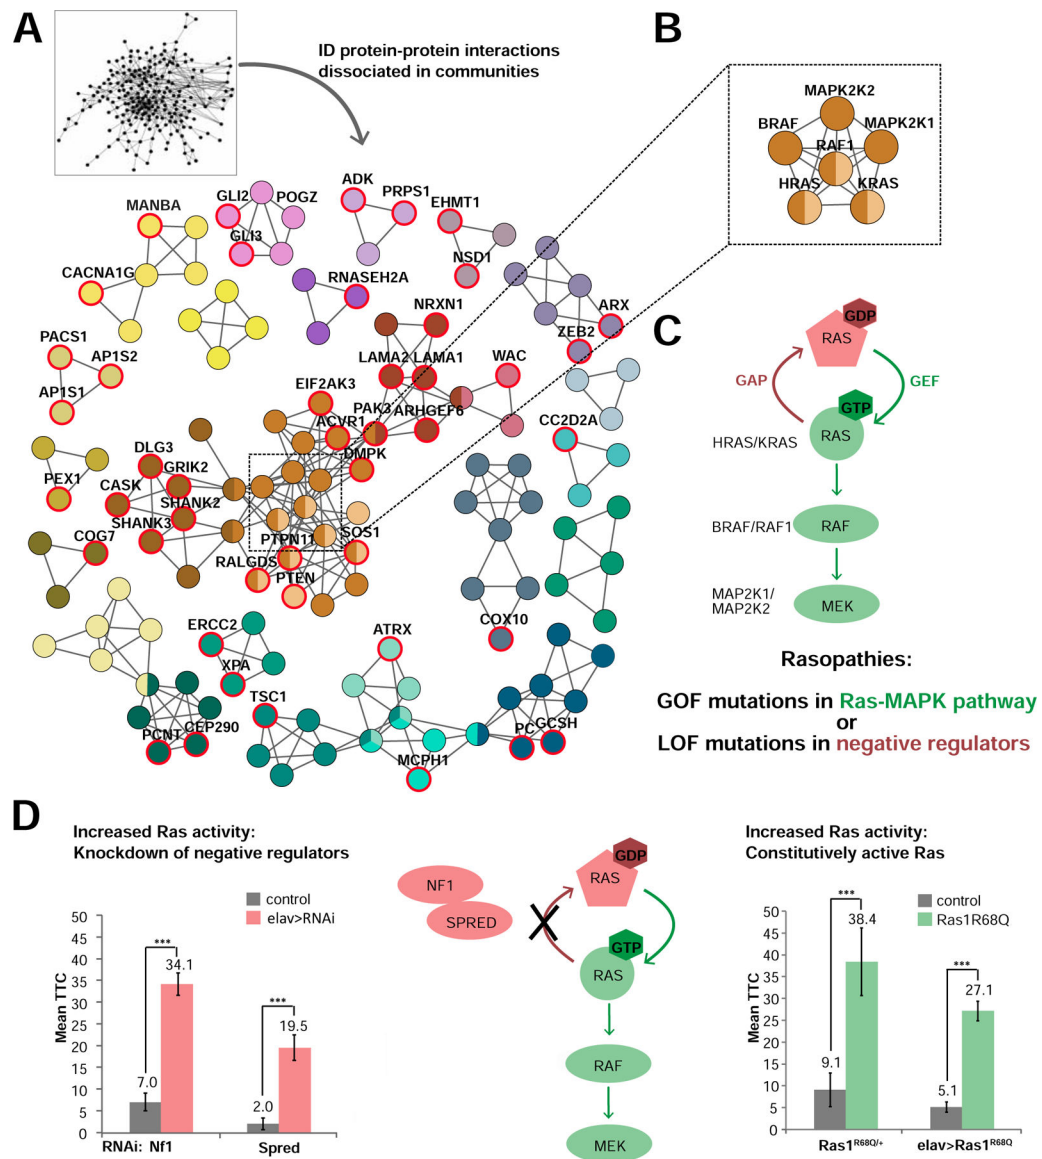 A
ID protein-protein interactions
dissociated in communities
B
MAPK2K2
BRAF
MAPK2K1
RAF1
HRAS
KRAS
MANBA
GLI2
POGZ
GLI3
ADK
PRPS1
EHMT1
NSD1
CACNA1G
RNASEH2A
NRXN1
ARX
ZEB2
PACS1
AP1S2
AP1S1
LAMA2
LAMA1
WAC
EIF2AK3
PAK3
ARHGEF6
ACVR1
DMPK
CC2D2A
DLG3
GRIK2
PEX1
CASK
SHANK2
SHANK3
COG7
PTPN11
SOS1
RALGDS
PTEN
COX10
ERCC2
XPA
ATRX
TSC1
PCNT
CEP290
PC
GCSH
MCPH1
C
GDP
RAS
GAP
GEF
GTP
RAS
HRAS/KRAS
BRAF/RAF1
RAF
MAP2K1/
MAP2K2
MEK
Rasopathies:
GOF mutations in Ras-MAPK pathway
or
LOF mutations in negative regulators
D
Increased Ras activity:
Knockdown of negative regulators
control
elav>RNAi
Mean TTC
50
45
40
35
30
25
20
15
10
5
0
***
34.1
7.0
***
19.5
2.0
RNAi: Nf1
Spred
NF1
SPRED
GDP
RAS
GTP
RAS
RAF
MEK
Increased Ras activity:
Constitutively active Ras
control
Ras1R68Q
Mean TTC
50
45
40
35
30
25
20
15
10
5
0
***
38.4
9.1
***
27.1
5.1
Ras1R68Q/+
elav>Ras1R68Q